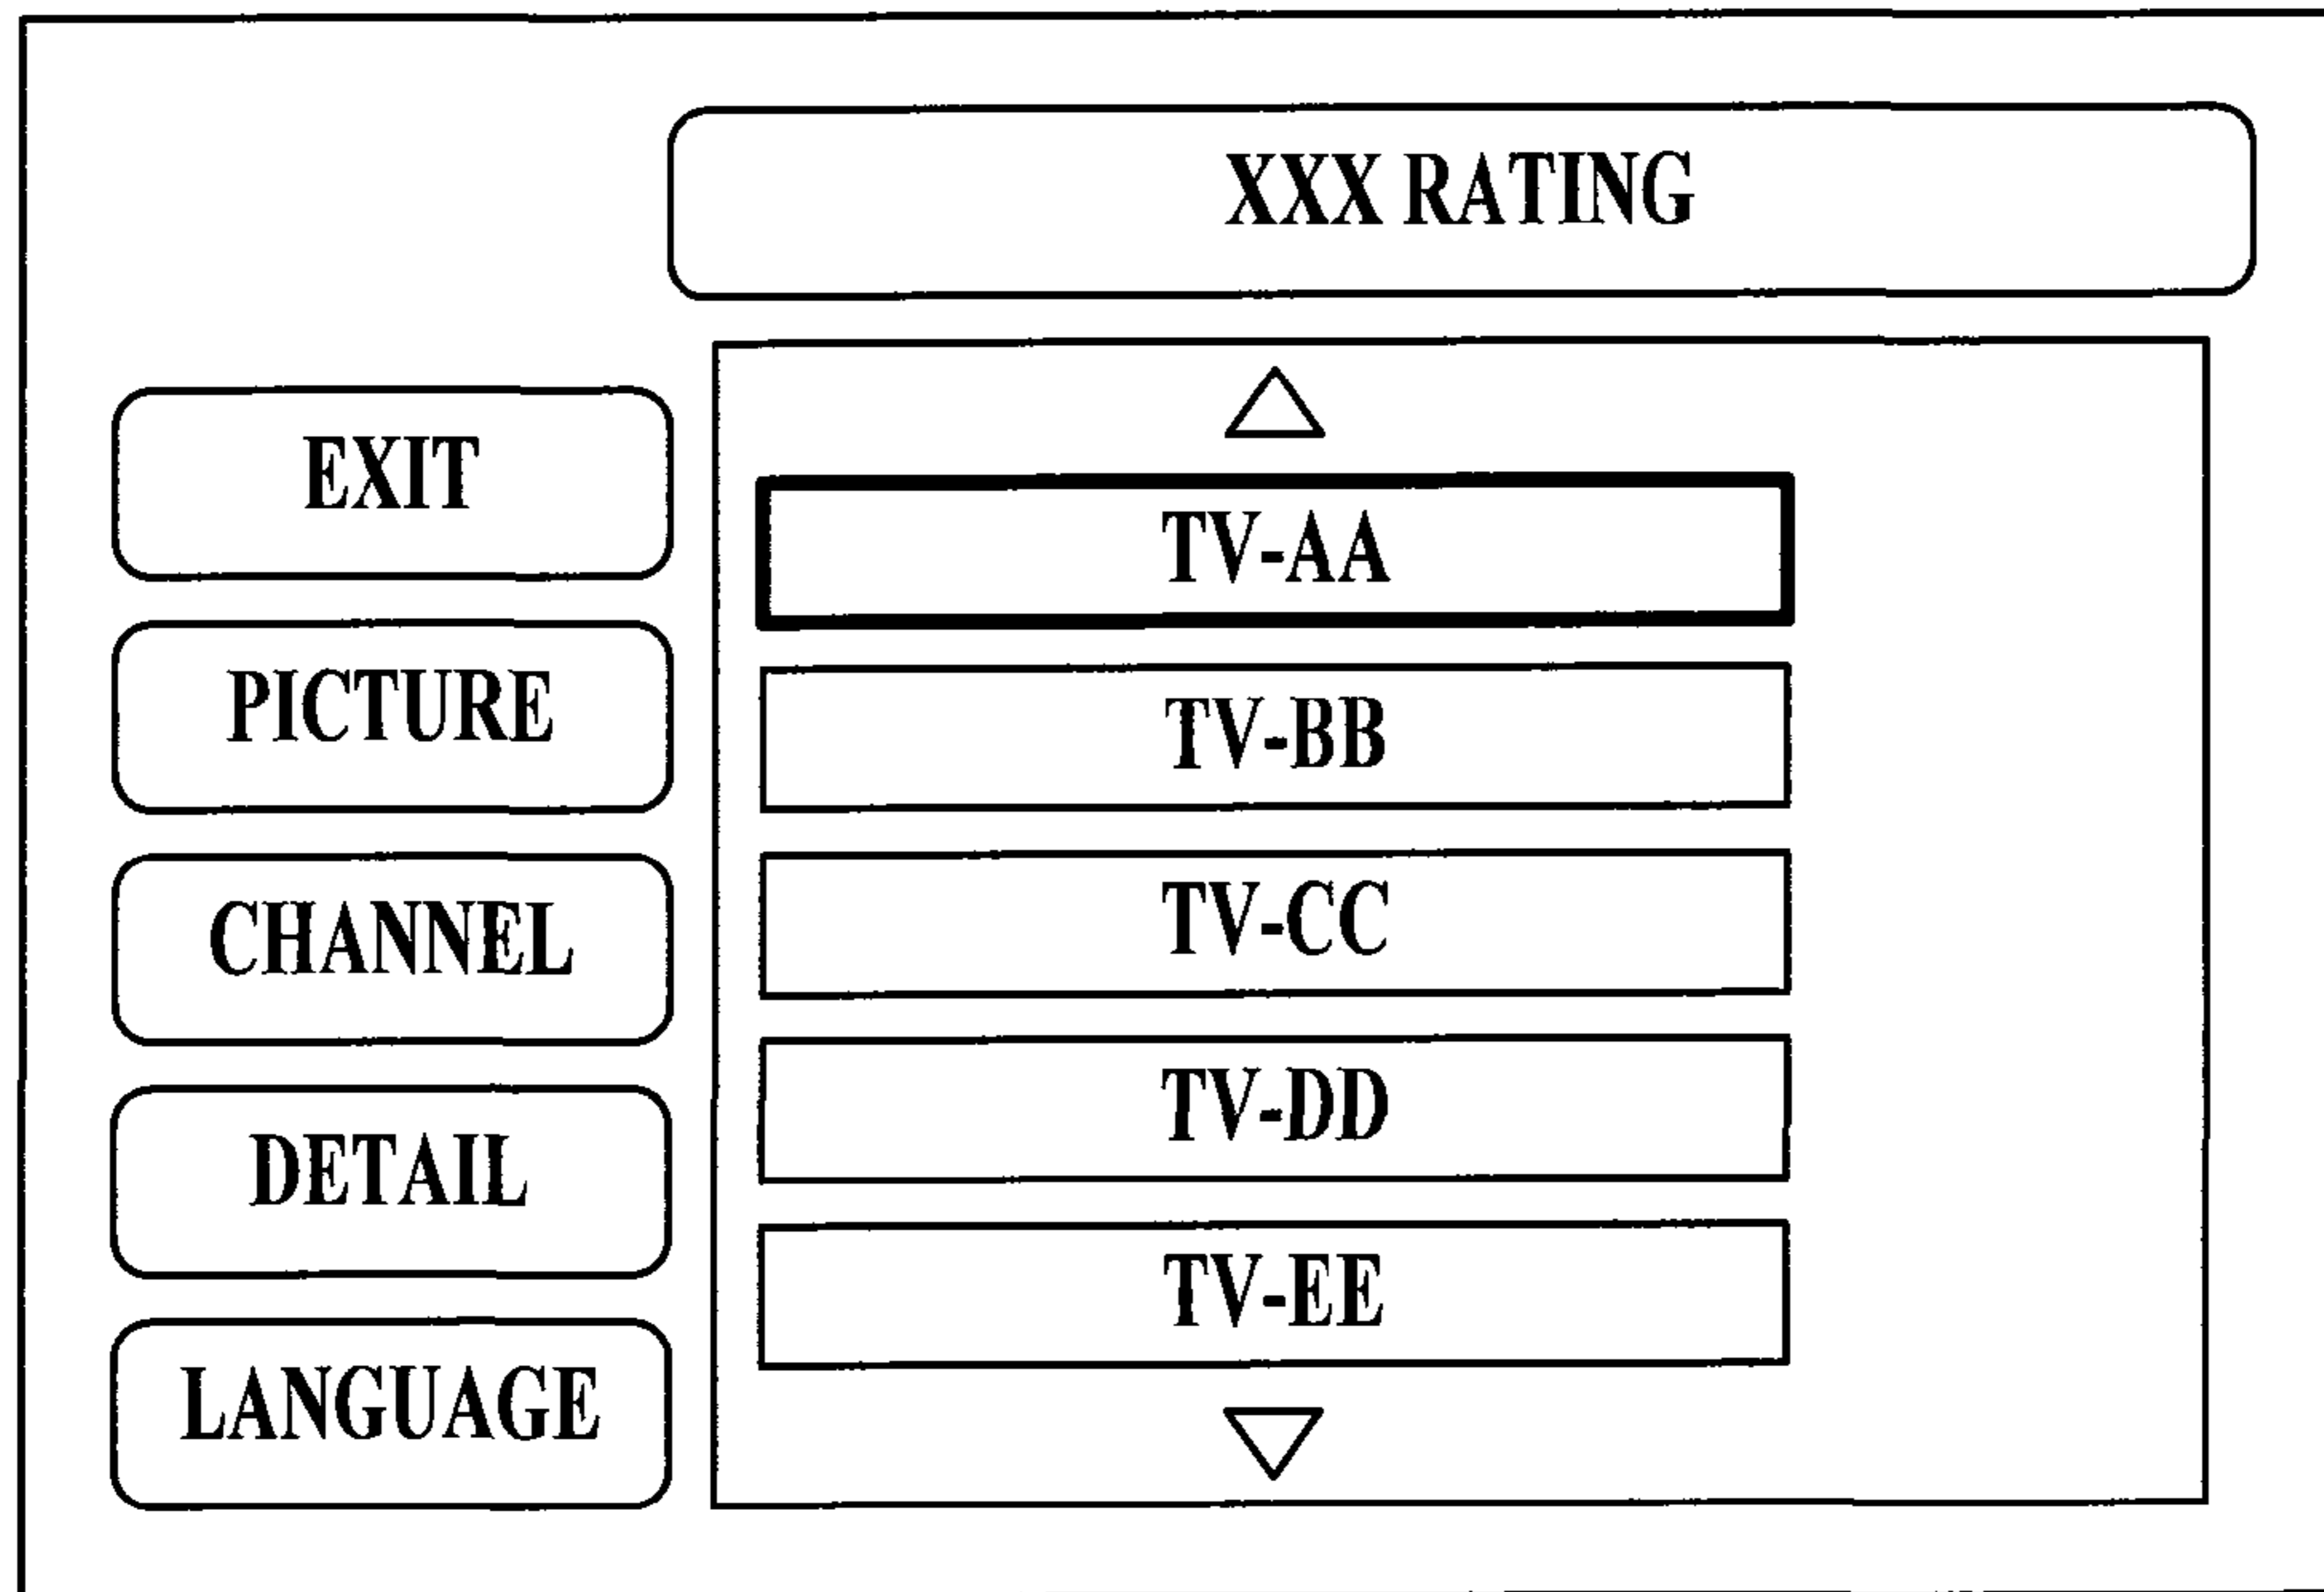 XXX RATING
EXIT
PICTURE
CHANNEL
DETAIL
LANGUAGE
TV-AA
TV-BB
TV-CC
TV-DD
TV-EE